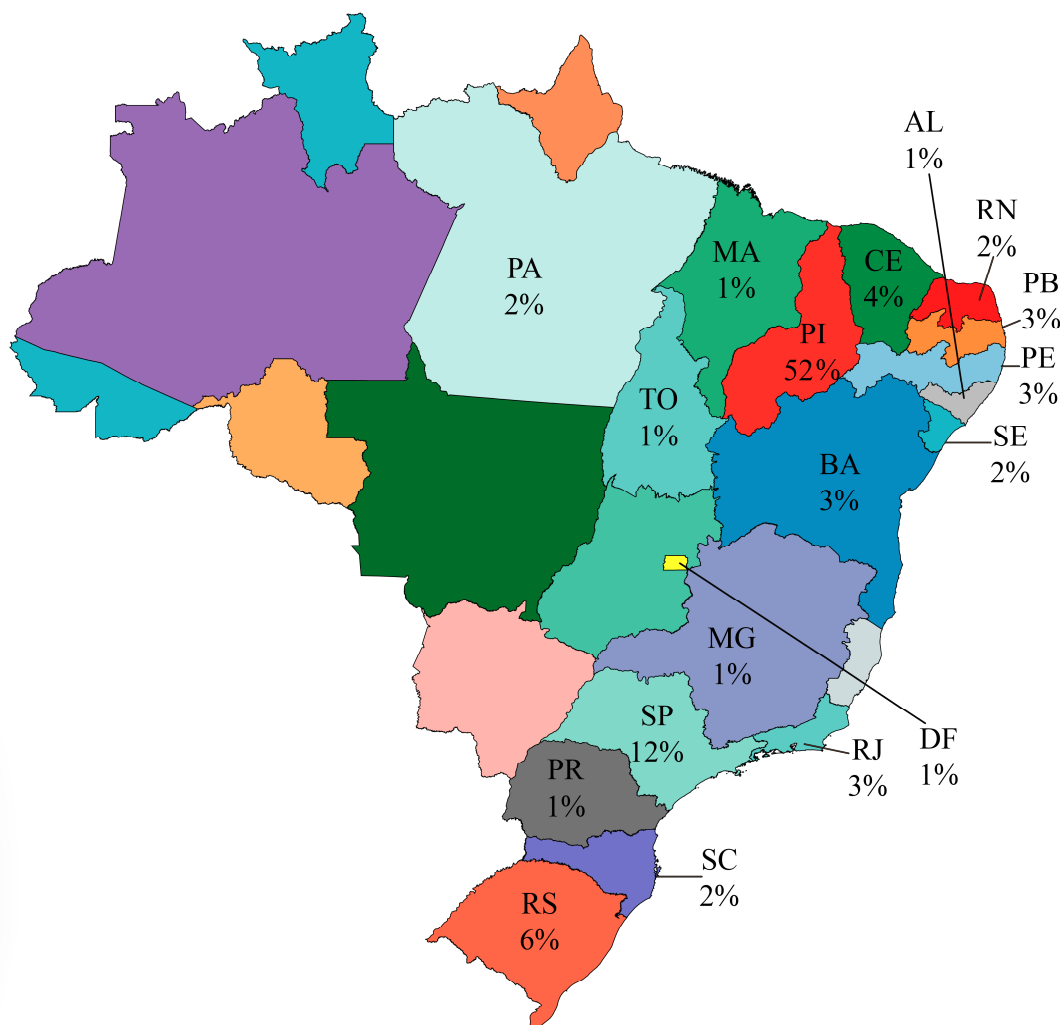 AL
1%
RN
2%
PA
2%
MA
1%
CE
4%
PB
3%
PI
52%
PE
3%
TO
1%
SE
2%
BA
3%
MG
1%
SP
12%
DF
1%
RJ
3%
PR
1%
SC
2%
RS
6%